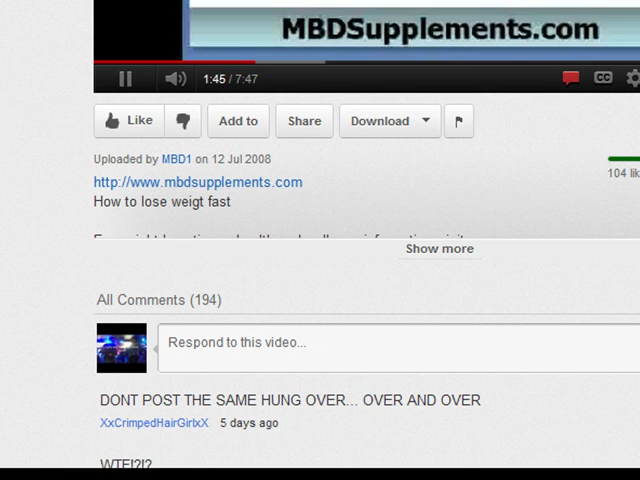 MBDSupplements.com
1:45 / 7:47
CC
Like
Add to
Share
Download
Uploaded by MBD1 on 12 Jul 2008
104 lik
http://www.mbdsupplements.com
How to lose weigt fast
Show more
All Comments (194)
Respond to this video...
DONT POST THE SAME HUNG OVER... OVER AND OVER
XxCrimpedHairGirlxX 5 days ago
WTF!?!?